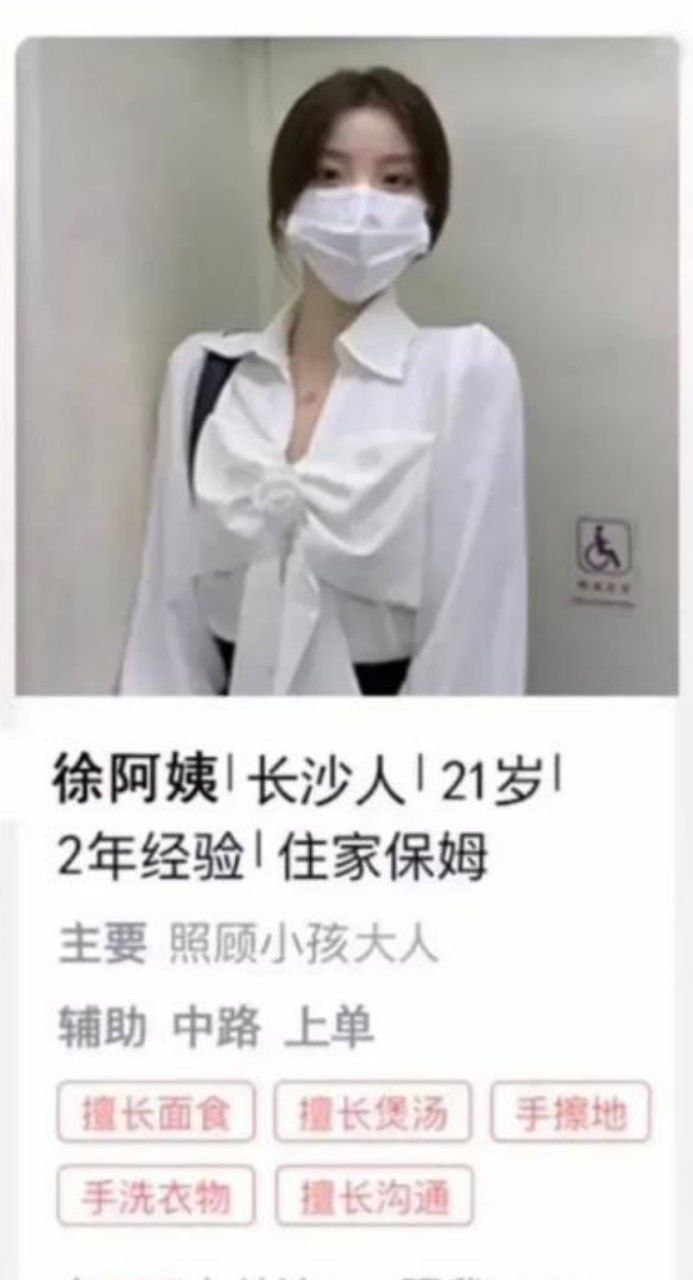 徐阿姨|长沙人|21岁|
2年经验|住家保姆
主要 照顾小孩大人
辅助 中路 上单
擅长面食 擅长煲汤 手擦地
手洗衣物 擅长沟通